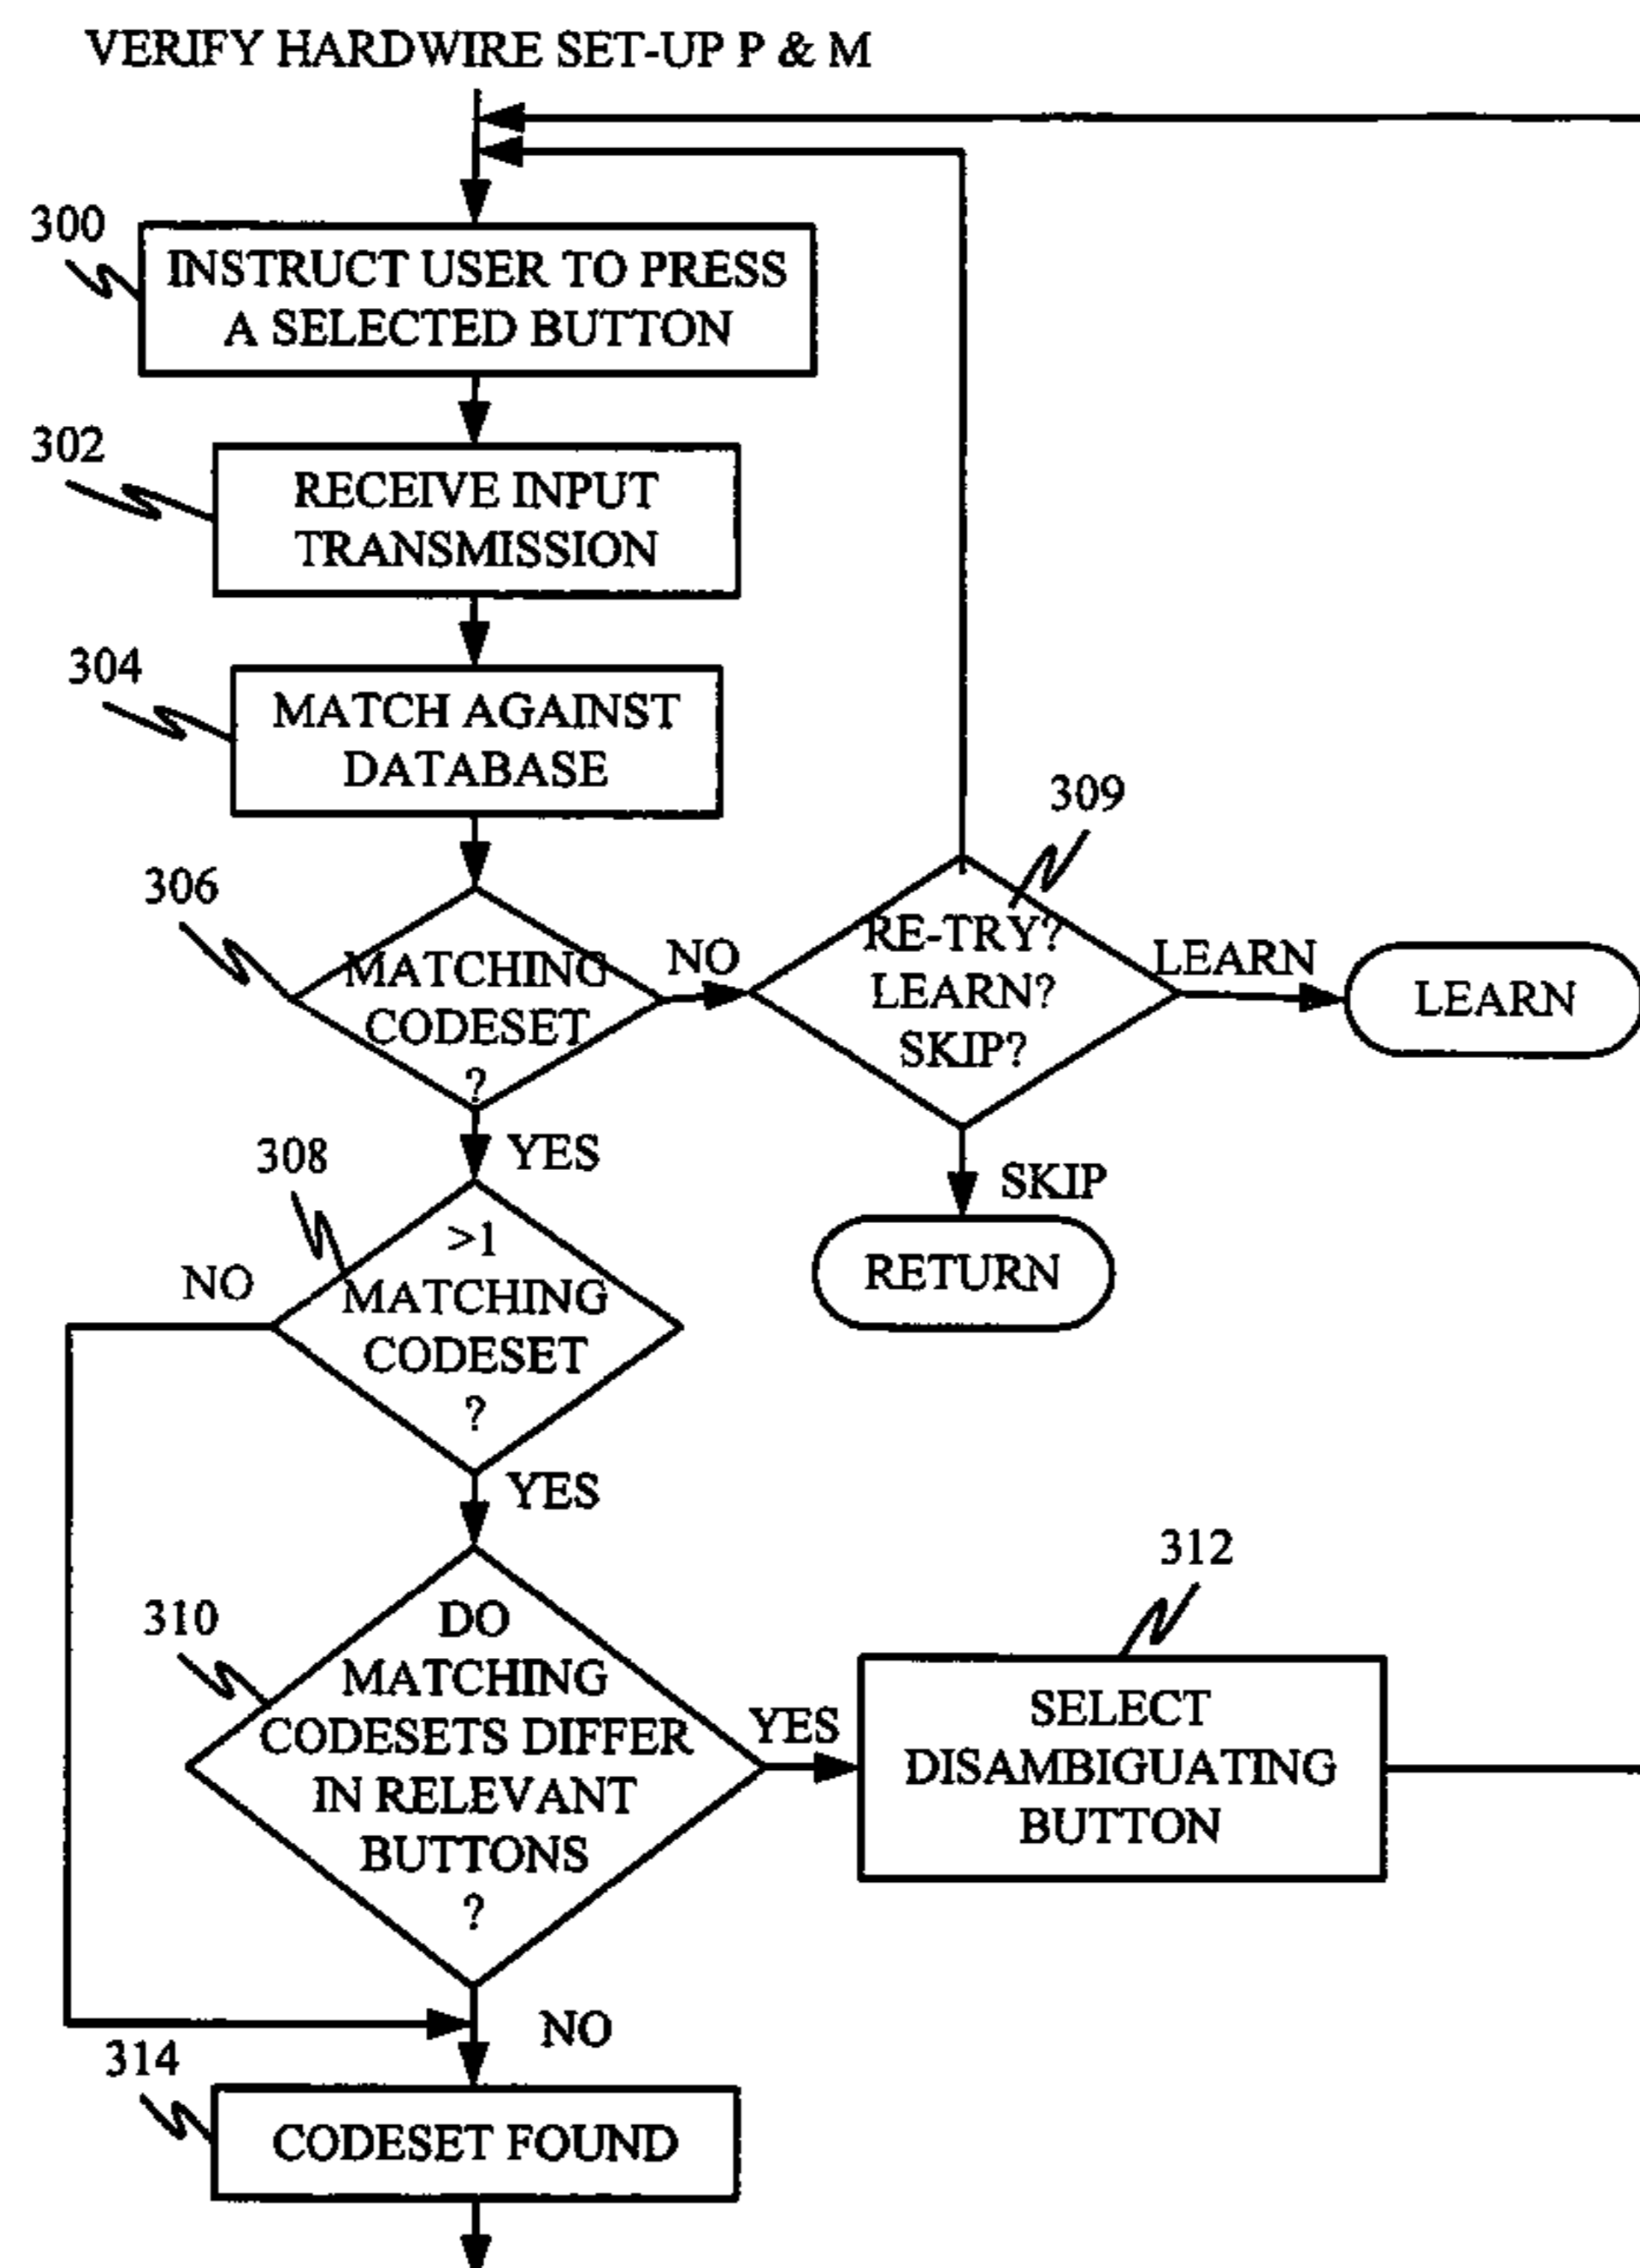 VERIFY HARDWIRE SET-UP P & M
300
INSTRUCT USER TO PRESS
A SELECTED BUTTON
302
RECEIVE INPUT
TRANSMISSION
304
MATCH AGAINST
DATABASE
306
MATCHING
CODESET
?
NO
309
RE-TRY?
LEARN?
SKIP?
LEARN
LEARN
YES
SKIP
RETURN
308
>1
MATCHING
CODESET
?
NO
YES
310
DO
MATCHING
CODESETS DIFFER
IN RELEVANT
BUTTONS
?
YES
312
SELECT
DISAMBIGUATING
BUTTON
NO
314
CODESET FOUND